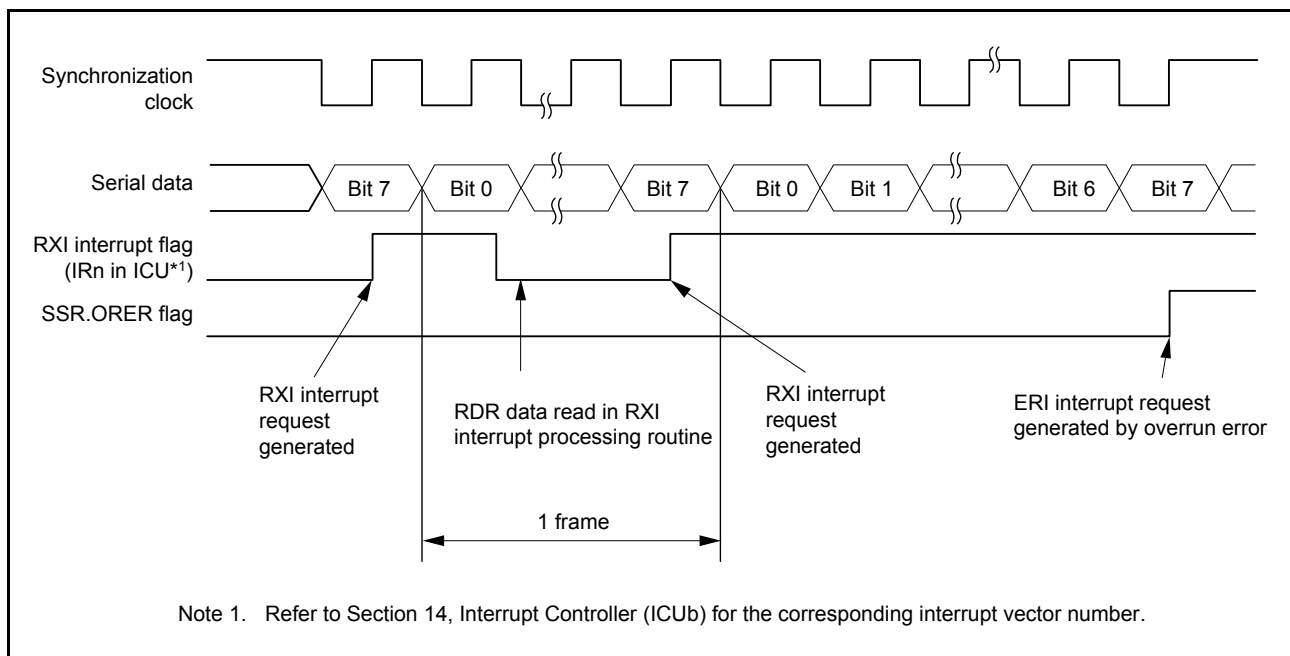 Synchronization
clock
Serial data
Bit 7 Bit 0 Bit 7 Bit 0 Bit 1 Bit 6 Bit 7
RXI interrupt flag
(IRn in ICU*1)
SSR.ORER flag
RXI interrupt
request
generated
RDR data read in RXI
interrupt processing routine
RXI interrupt
request
generated
ERI interrupt request
generated by overrun error
1 frame
Note 1. Refer to Section 14, Interrupt Controller (ICUb) for the corresponding interrupt vector number.